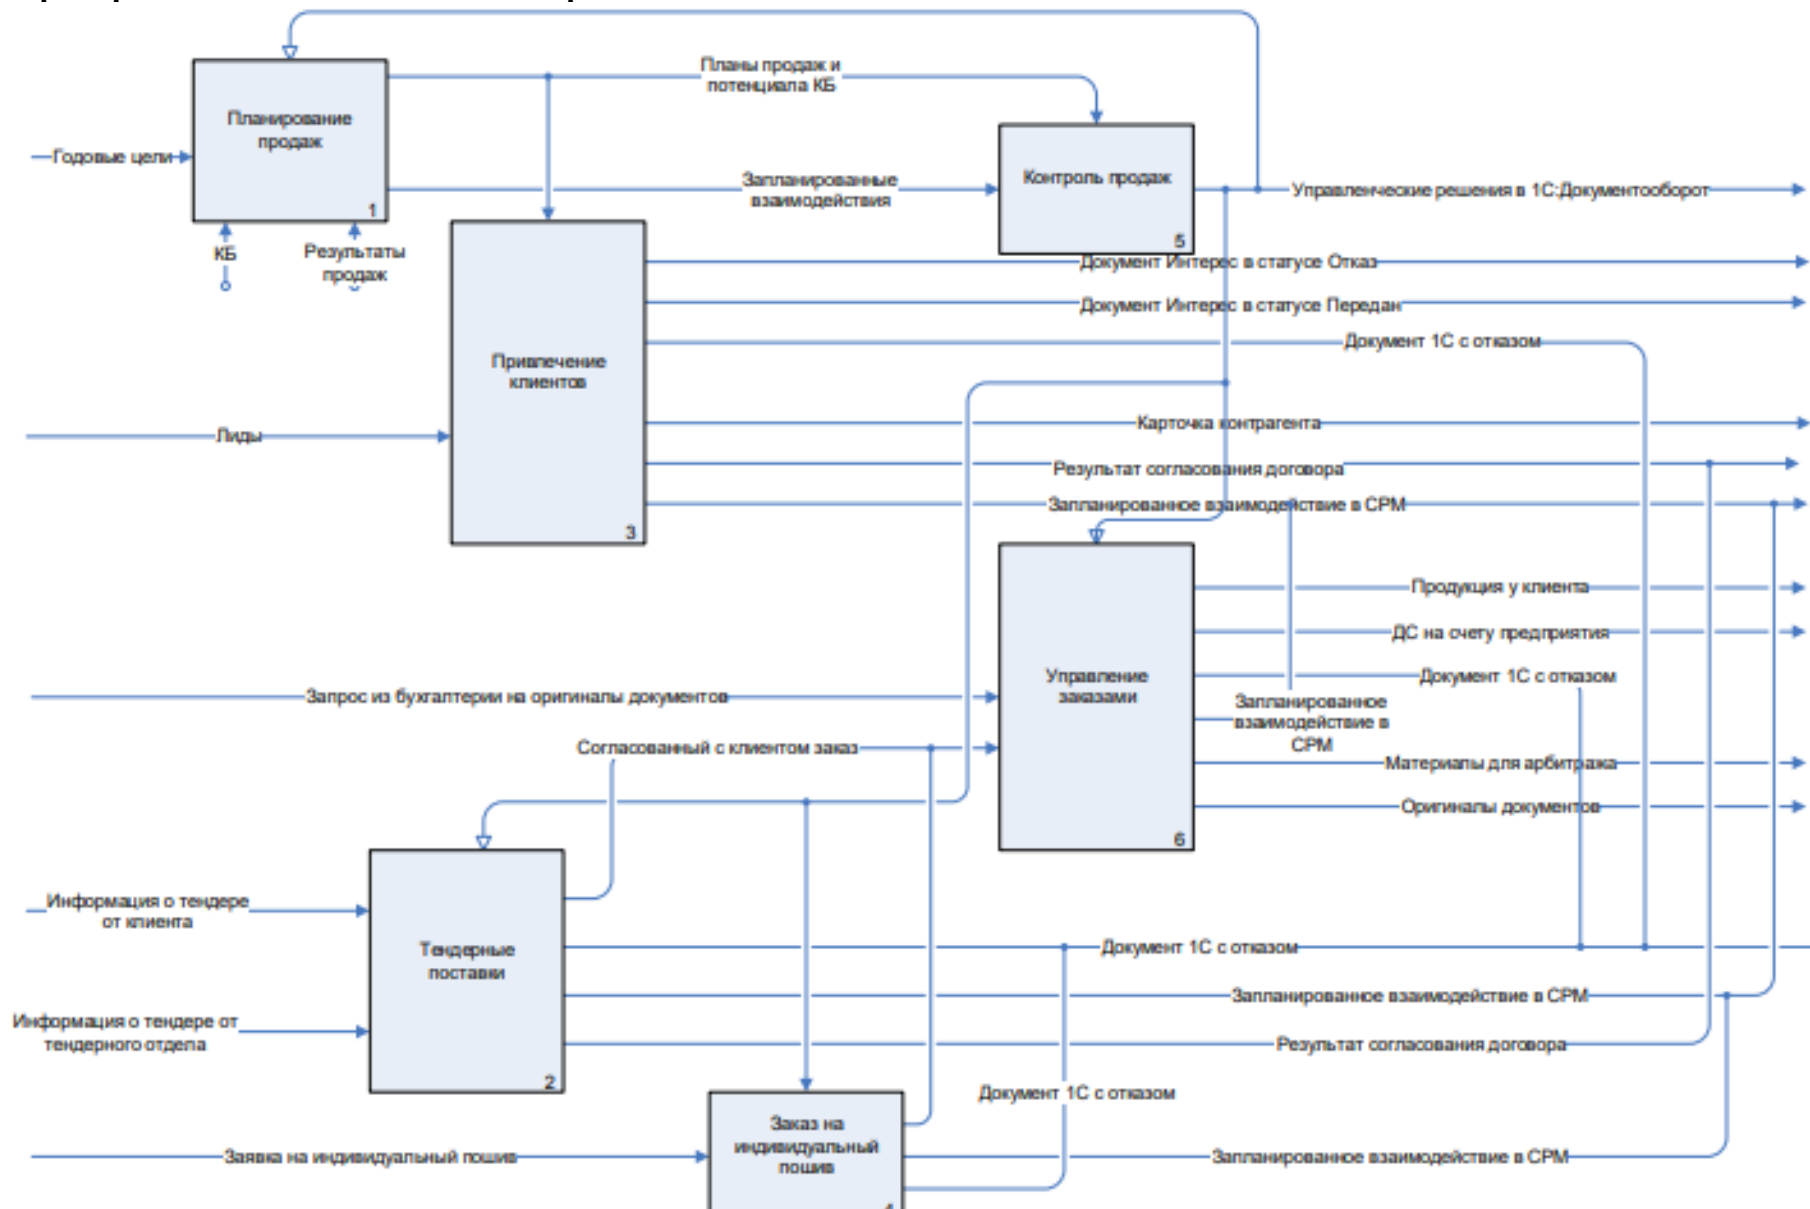 Планы продаж и
потенциала КБ
Планирование
продаж
1
Годовые цели
КБ
Результаты
продаж
Запланированные
взаимодействия
Контроль продаж
5
Управленческие решения в 1С:Документооборот
Документ Интерес в статусе Отказ
Документ Интерес в статусе Передан
Документ 1С с отказом
Привлечение
клиентов
3
Лиды
Карточка контрагента
Результат согласования договора
Запланированное взаимодействие в СРМ
Продукция у клиента
ДС на счету предприятия
Управление
заказами
6
Документ 1С с отказом
Запрос из бухгалтерии на оригиналы документов
Запланированное
взаимодействие в
СРМ
Согласованный с клиентом заказ
Материалы для арбитража
Оригиналы документов
Информация о тендере
от клиента
Тендерные
поставки
2
Документ 1С с отказом
Запланированное взаимодействие в СРМ
Информация о тендере от
тендерного отдела
Результат согласования договора
Документ 1С с отказом
Заказ на
индивидуальный
пошив
4
Заявка на индивидуальный пошив
Запланированное взаимодействие в СРМ